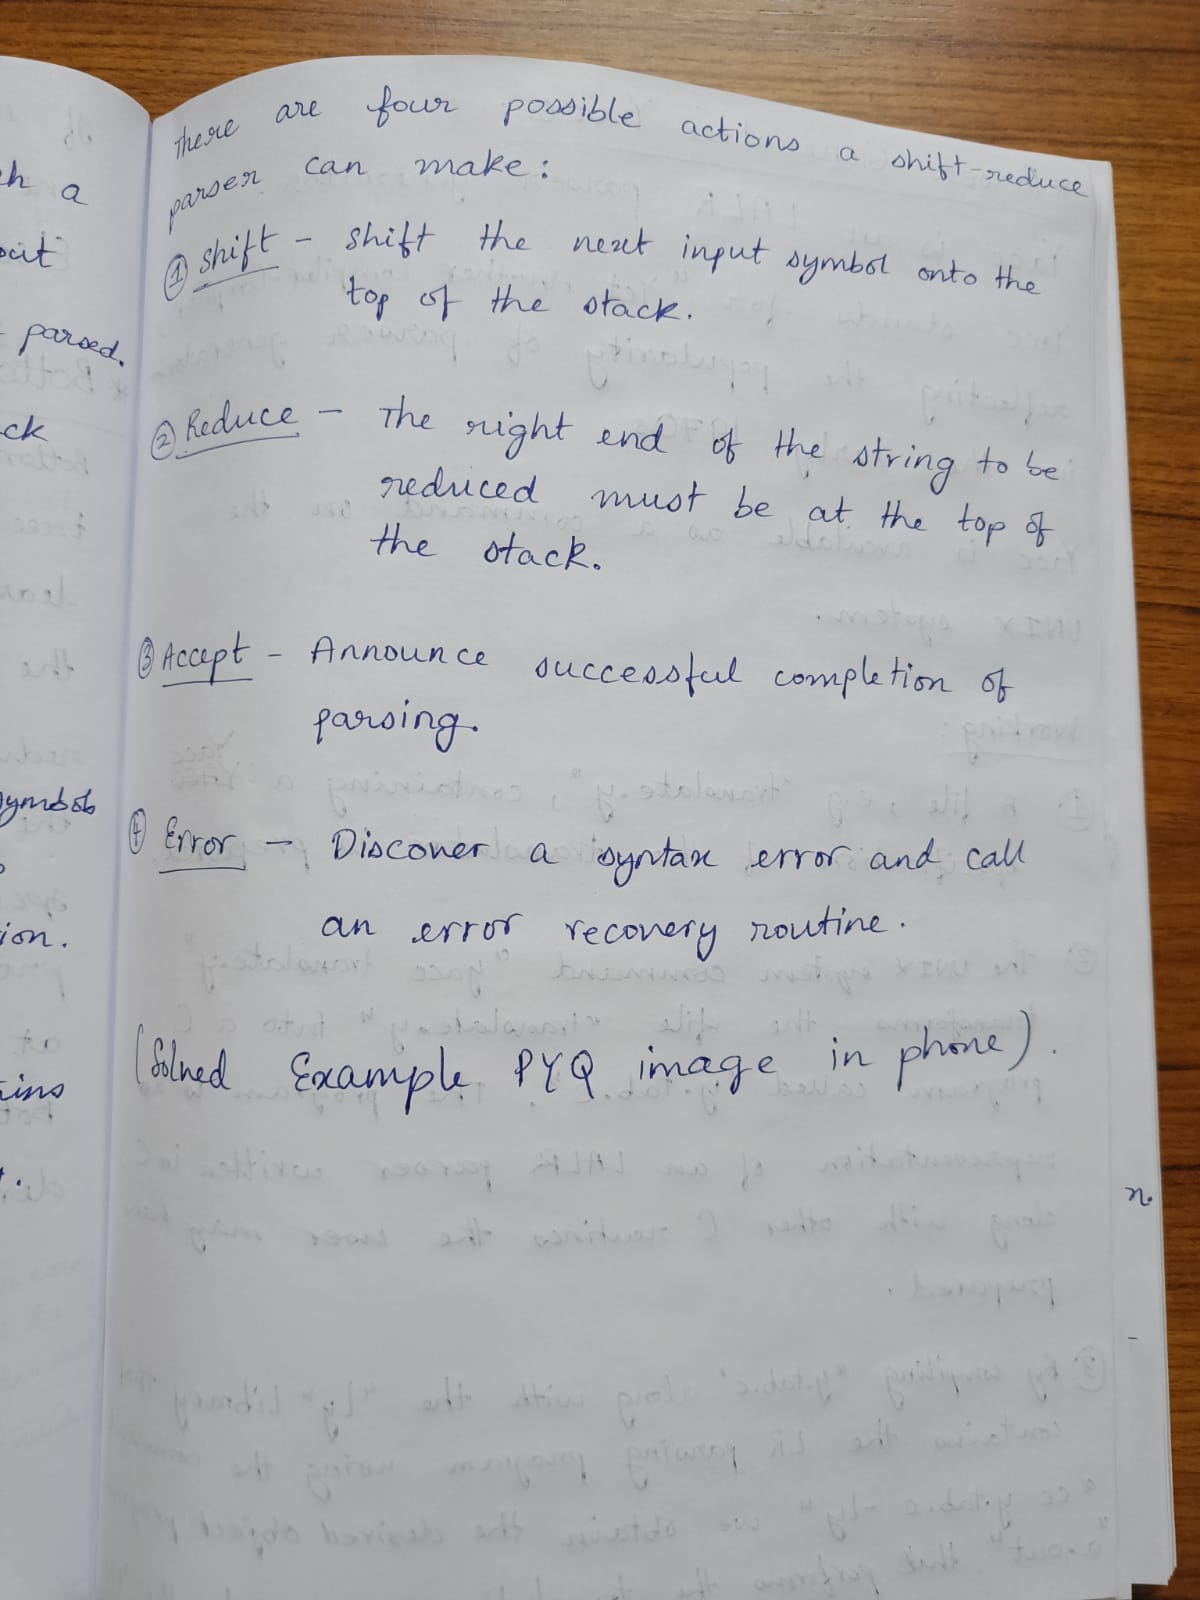 There are four possible actions a shift-reduce
parser can make:
① Shift - Shift the next input symbol onto the
top of the stack.
② Reduce - The right end of the string to be
reduced must be at the top of
the stack.
③ Accept - Announce successful completion of
parsing.
④ Error - Discover a syntax error and call
an error recovery routine.
(Solved Example PYQ image in phone).
a
parsed.
symbols
n.